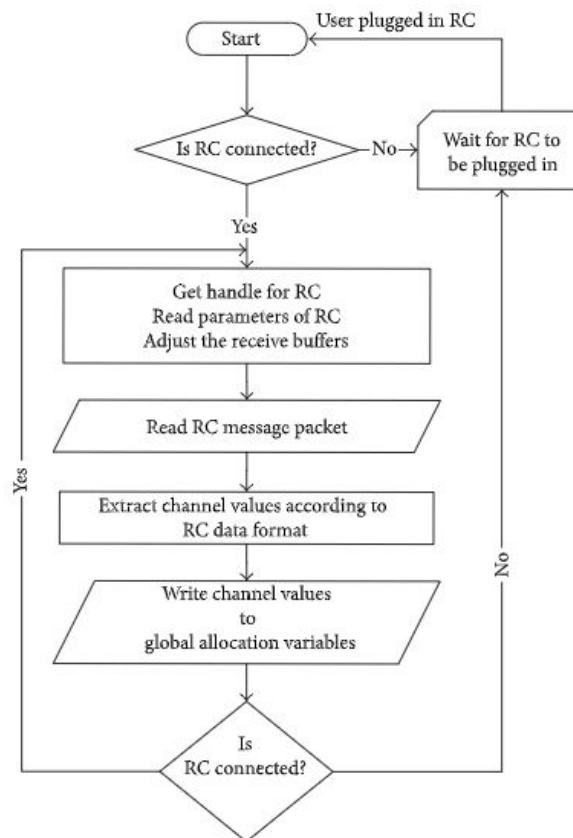 User plugged in RC
Start
Is RC connected?
No
Wait for RC to
be plugged in
Yes
Get handle for RC
Read parameters of RC
Adjust the receive buffers
Read RC message packet
Yes
Extract channel values according to
RC data format
No
Write channel values
to
global allocation variables
Is
RC connected?